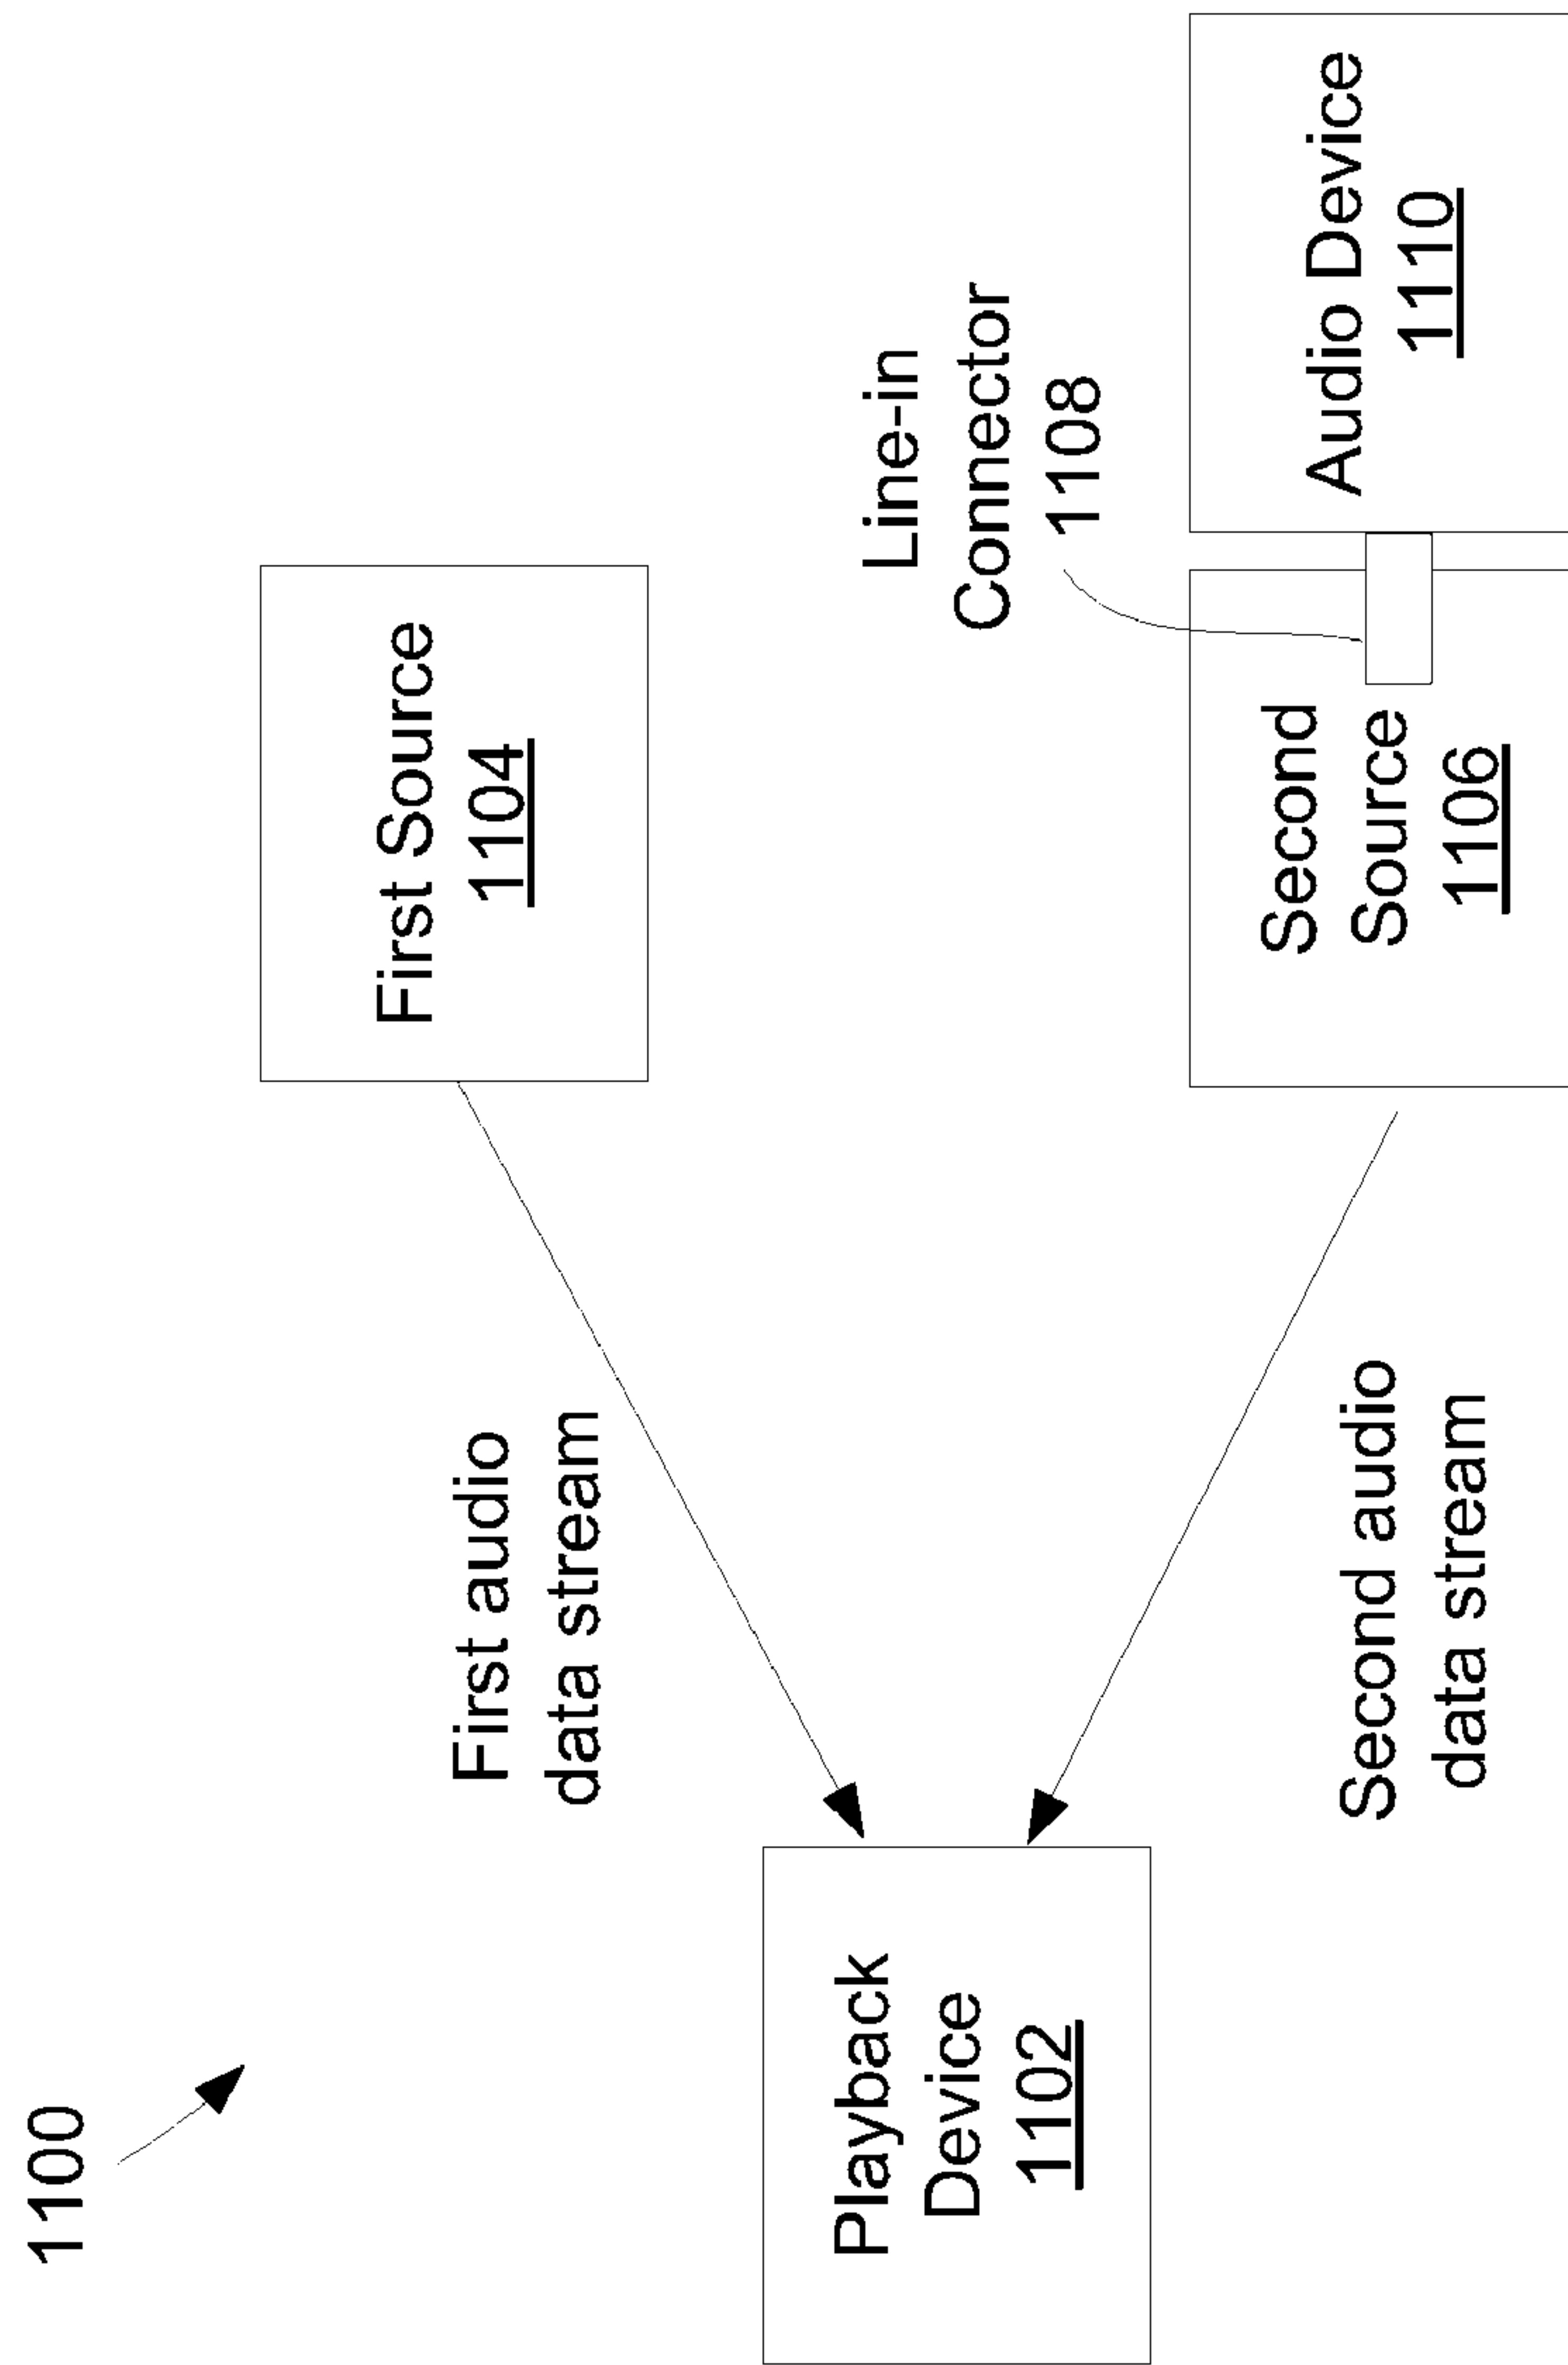 1100
First Source
1104
First audio
data stream
Playback
Device
1102
Line-in
Connector
1108
Second
Source
1106
Audio Device
1110
Second audio
data stream